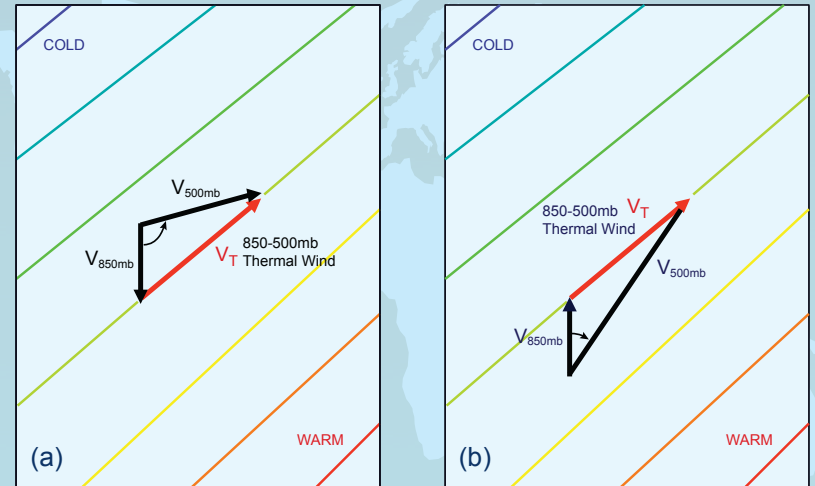 COLD
V500mb
V850mb
VT 850-500mb
Thermal Wind
WARM
(a)
COLD
850-500mb VT
Thermal Wind
V500mb
V850mb
WARM
(b)